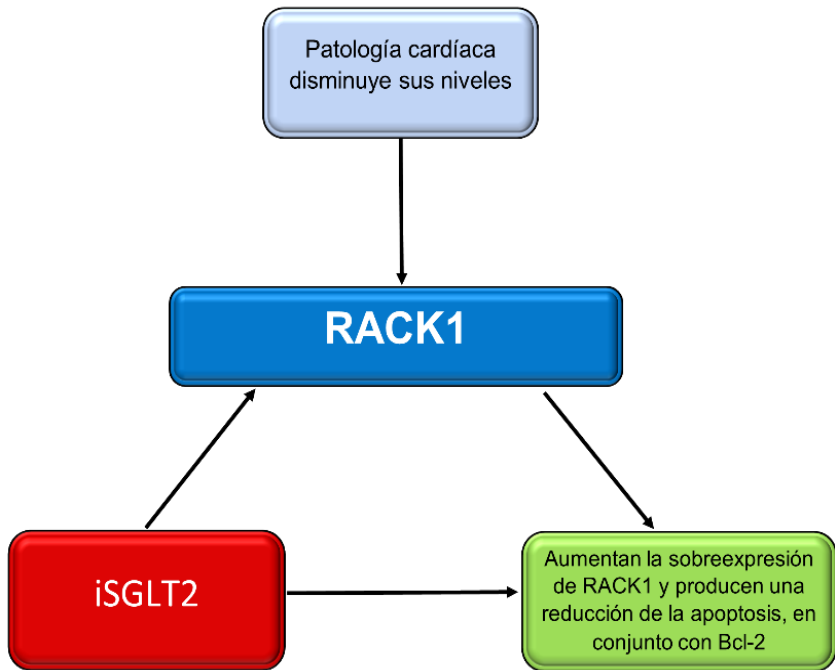 Patología cardíaca
disminuye sus niveles
RACK1
iSGLT2
Aumentan la sobreexpresión
de RACK1 y producen una
reducción de la apoptosis, en
conjunto con Bcl-2